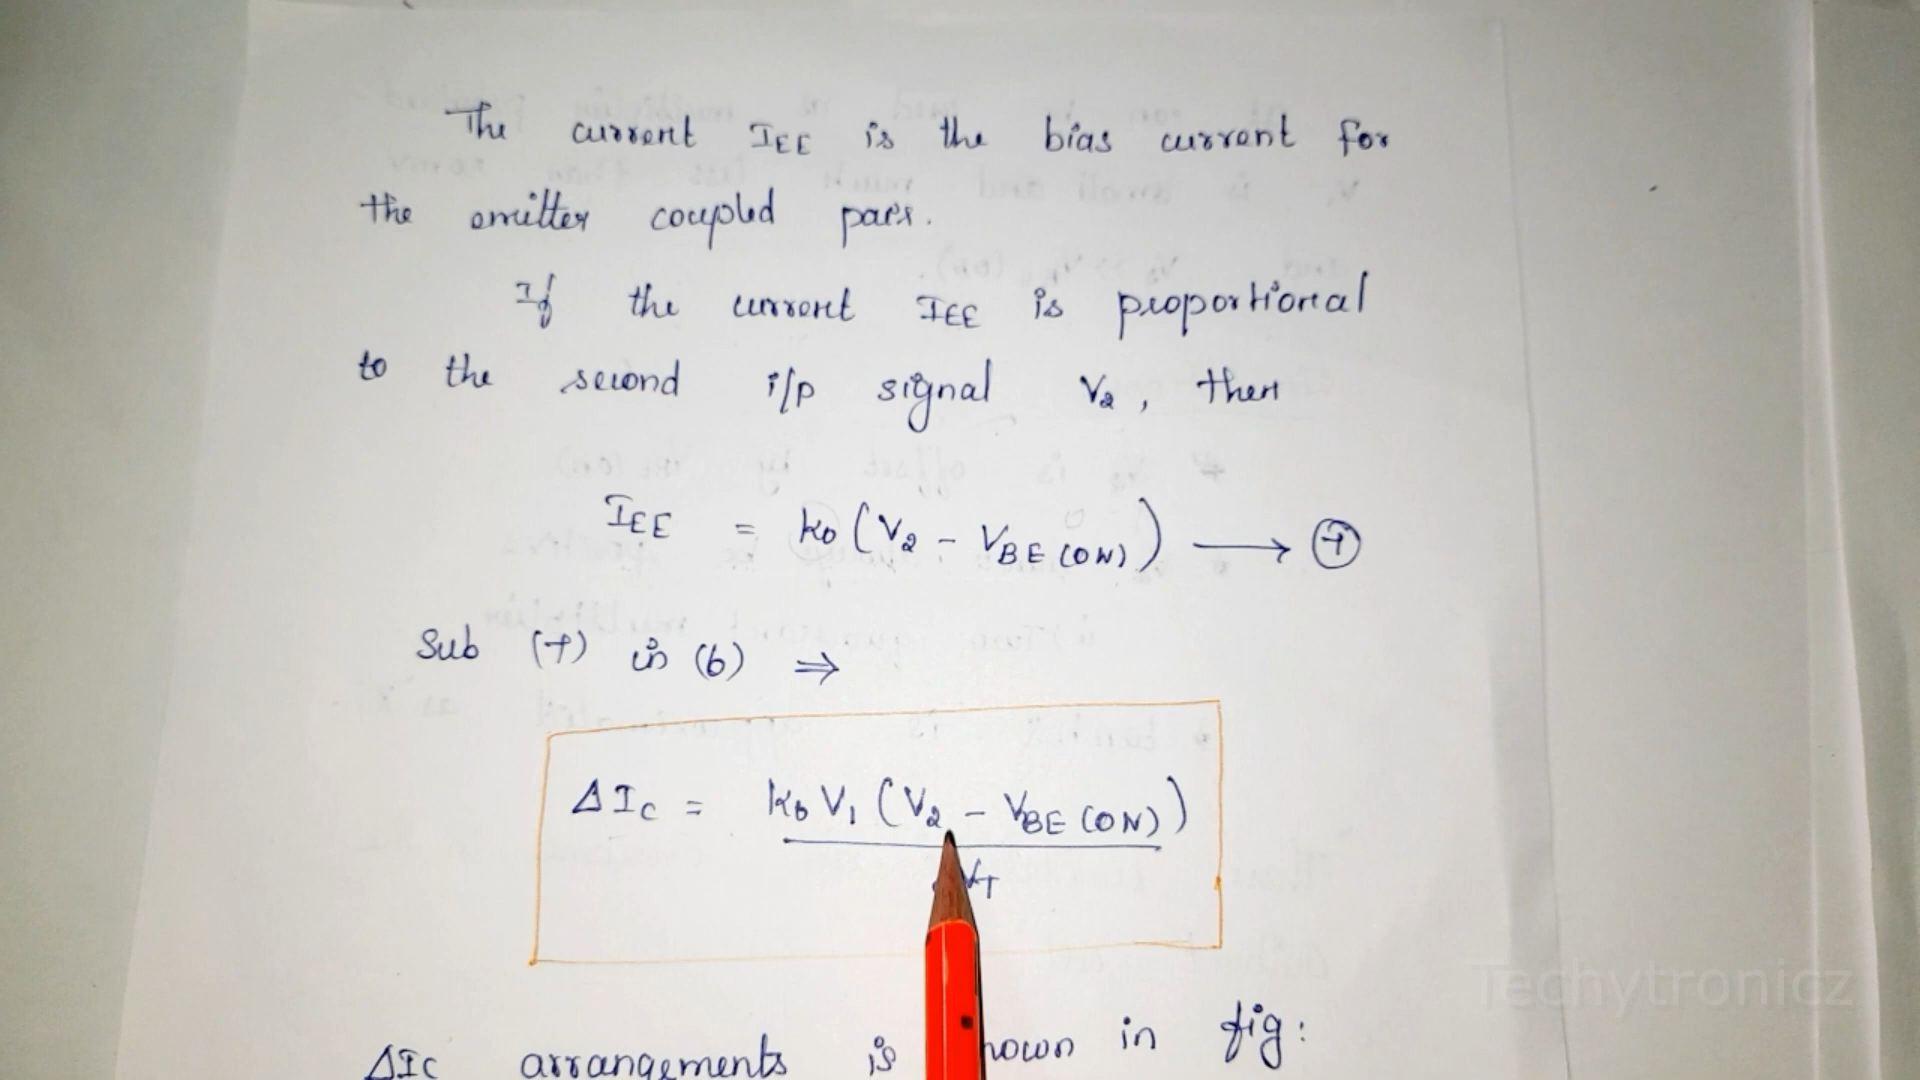 The current IEE is the bias current for
the emitter coupled pair.
If the current IEE is proportional
to the second i/p signal V2, then
IEE = k0 (V2 - VBE (ON)) ⟶ ⑦
Sub (7) in (6) ⇒
ΔIC = k0 V1 (V2 - VBE (ON))
VT
ΔIC arrangements is in fig:
Techytronicz